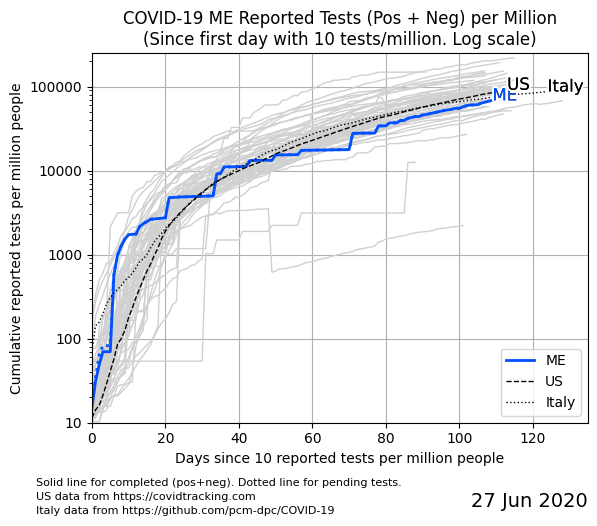 COVID-19 ME Reported Tests (Pos + Neg) per Million
(Since first day with 10 tests/million. Log scale)
Cumulative reported tests per million people
100000
10000
1000
100
10
US
Italy
ME
ME
US
Italy
0 20 40 60 80 100 120
Days since 10 reported tests per million people
Solid line for completed (pos+neg). Dotted line for pending tests.
US data from https://covidtracking.com
Italy data from https://github.com/pcm-dpc/COVID-19
27 Jun 2020